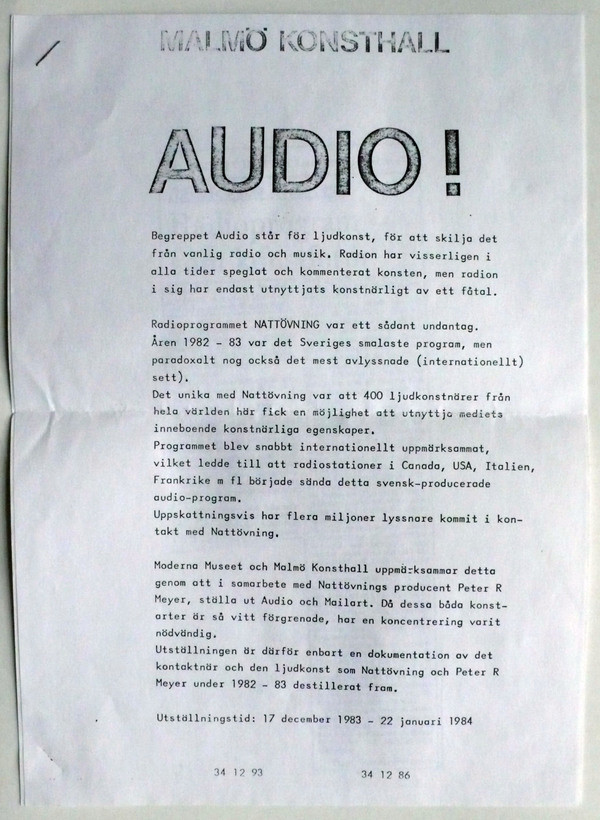 MALMÖ KONSTHALL
AUDIO!
Begreppet Audio står för ljudkonst, för att skilja det
från vanlig radio och musik. Radion har visserligen i
alla tider speglat och kommenterat konsten, men radion
i sig har endast utnyttjats konstnärligt av ett fåtal.
Radioprogrammet NATTÖVNING var ett sådant undantag.
Åren 1982 - 83 var det Sveriges smalaste program, men
paradoxalt nog också det mest avlyssnade (internationellt)
sett).
Det unika med Nattövning var att 400 ljudkonstnärer från
hela världen här fick en möjlighet att utnyttja mediets
inneboende konstnärliga egenskaper.
Programmet blev snabbt internationellt uppmärksammat,
vilket ledde till att radiostationer i Canada, USA, Italien,
Frankrike m fl började sända detta svensk-producerade
audio-program.
Uppskattningsvis har flera miljoner lyssnare kommit i kon-
takt med Nattövning.
Moderna Museet och Malmö Konsthall uppmärksammar detta
genom att i samarbete med Nattövnings producent Peter R
Meyer, ställa ut Audio och Mailart. Då dessa båda konst-
arter är så vitt förgrenade, har en koncentrering varit
nödvändig.
Utställningen är därför enbart en dokumentation av det
kontaktnär och den ljudkonst som Nattövning och Peter R
Meyer under 1982 - 83 destillerat fram.
Utställningstid: 17 december 1983 - 22 januari 1984
34 12 93 34 12 86